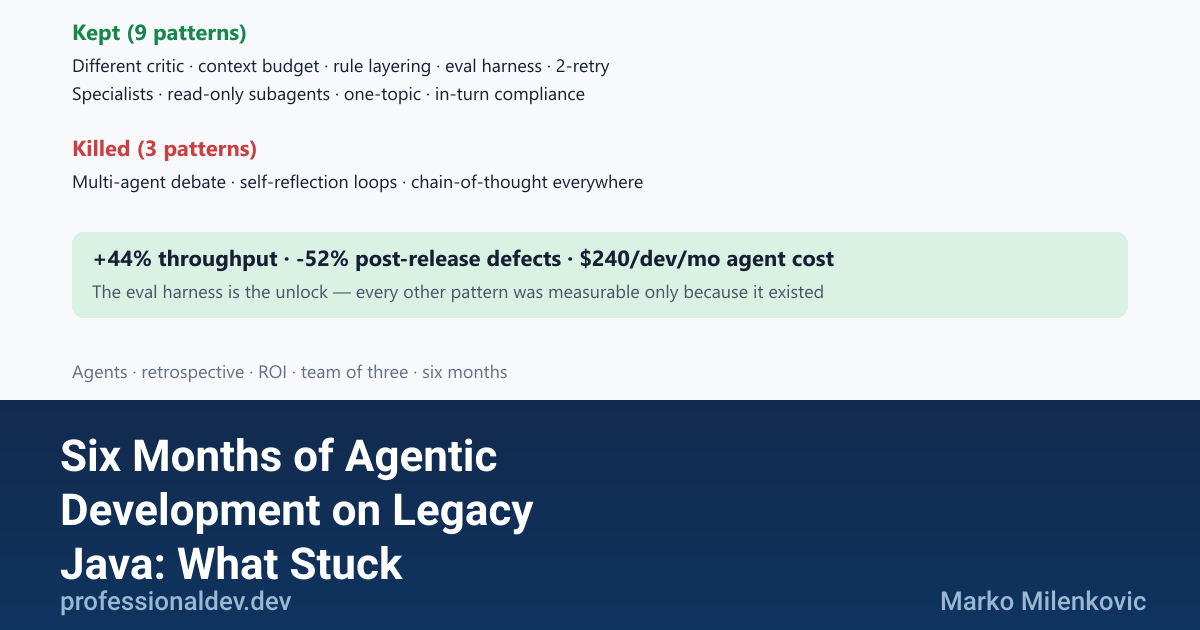 Kept (9 patterns)
Different critic · context budget · rule layering · eval harness · 2-retry
Specialists · read-only subagents · one-topic · in-turn compliance
Killed (3 patterns)
Multi-agent debate · self-reflection loops · chain-of-thought everywhere
+44% throughput · -52% post-release defects · $240/dev/mo agent cost
The eval harness is the unlock — every other pattern was measurable only because it existed
Agents · retrospective · ROI · team of three · six months
Six Months of Agentic
Development on Legacy
Java: What Stuck
professionaldev.dev
Marko Milenkovic